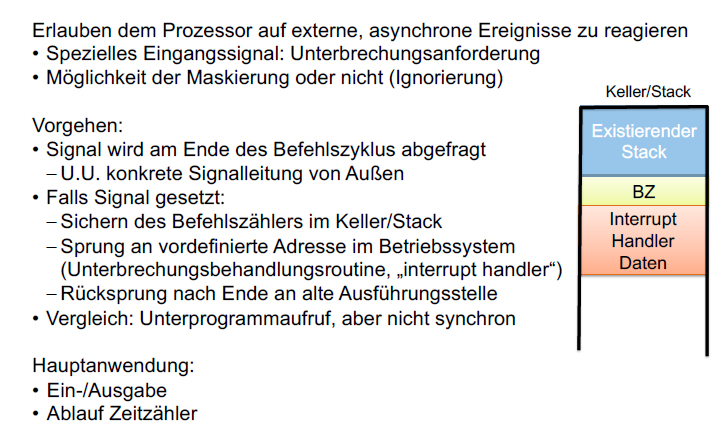 Erlauben dem Prozessor auf externe, asynchrone Ereignisse zu reagieren
• Spezielles Eingangssignal: Unterbrechungsanforderung
• Möglichkeit der Maskierung oder nicht (Ignorierung)
Vorgehen:
• Signal wird am Ende des Befehlszyklus abgefragt
– U.U. konkrete Signalleitung von Außen
• Falls Signal gesetzt:
– Sichern des Befehlszählers im Keller/Stack
– Sprung an vordefinierte Adresse im Betriebssystem
(Unterbrechungsbehandlungsroutine, „interrupt handler“)
– Rücksprung nach Ende an alte Ausführungsstelle
• Vergleich: Unterprogrammaufruf, aber nicht synchron
Hauptanwendung:
• Ein-/Ausgabe
• Ablauf Zeitzähler
Keller/Stack
Existierender
Stack
BZ
Interrupt
Handler
Daten